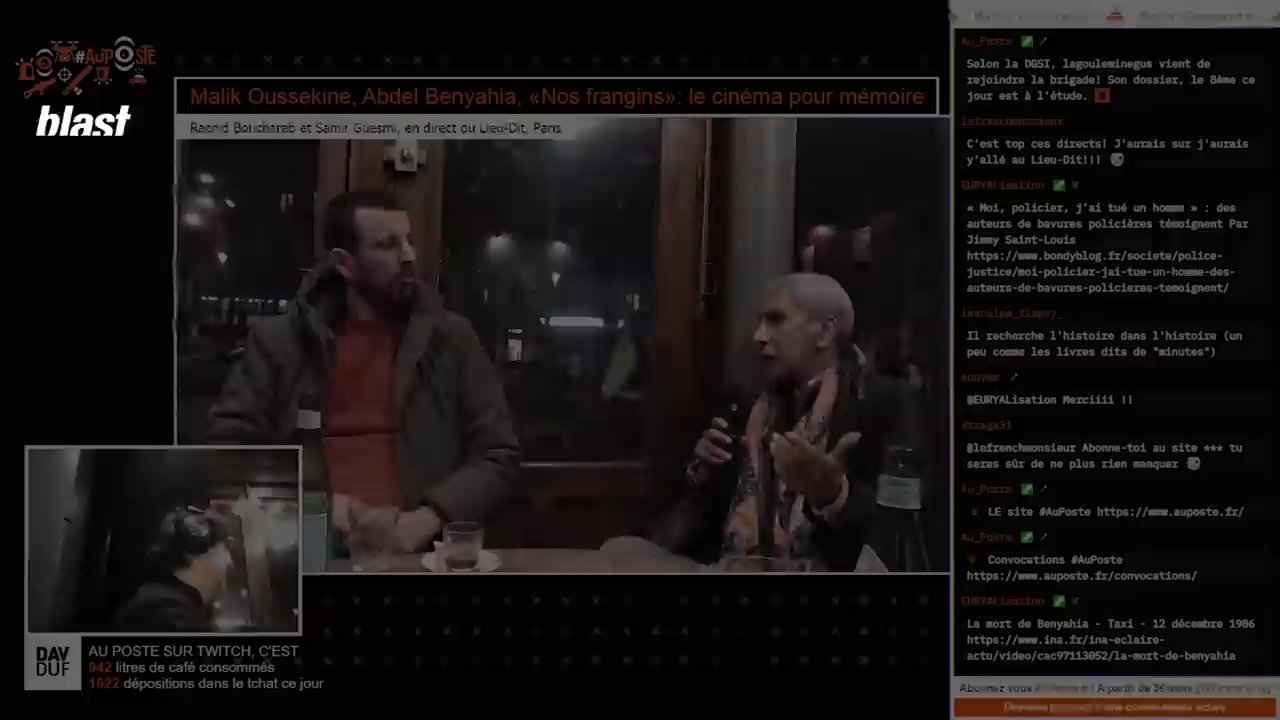 #AuPOSTE
blast
Malik Oussekine, Abdel Benyahia, «Nos frangins»: le cinéma pour mémoire
Rachid Bouchareb et Samir Guesmi, en direct du Lieu-Dit, Paris
DAV
DUF
AU POSTE SUR TWITCH, C'EST
942 litres de café consommés
1622 dépositions dans le tchat ce jour
Au_Poste
Selon la DGSI, lagouleminegus vient de
rejoindre la brigade! Son dossier, le 8ème ce
jour est à l'étude.
lefrenchmonsieur
C'est top ces directs! J'aurais sur j'aurais
y'allé au Lieu-Dit!!!
EURYALisation
« Moi, policier, j'ai tué un homme » : des
auteurs de bavures policières témoignent Par
Jimmy Saint-Louis
https://www.bondyblog.fr/societe/police-
justice/moi-policier-jai-tue-un-homme-des-
auteurs-de-bavures-policieres-temoignent/
Il recherche l'histoire dans l'histoire (un
peu comme les livres dits de "minutes")
@EURYALisation Merciiii !!
@lefrenchmonsieur Abonne-toi au site *** tu
seras sûr de ne plus rien manquer
Au_Poste
LE site #AuPoste https://www.auposte.fr/
Au_Poste
Convocations #AuPoste
https://www.auposte.fr/convocations/
EURYALisation
La mort de Benyahia - Taxi - 12 décembre 1986
https://www.ina.fr/ina-eclaire-
actu/video/cac97113052/la-mort-de-benyahia
Abonnez vous
A partir de 3€/mois